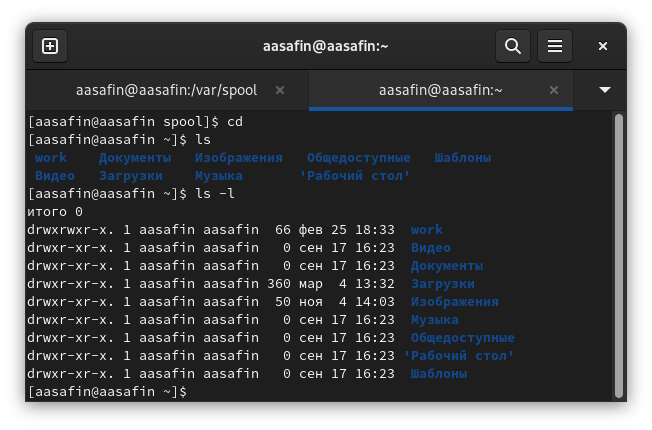 aasafin@aasafin:~
aasafin@aasafin:/var/spool
aasafin@aasafin:~
[aasafin@aasafin spool]$ cd
[aasafin@aasafin ~]$ ls
work Документы Изображения Общедоступные Шаблоны
Видео Загрузки Музыка 'Рабочий стол'
[aasafin@aasafin ~]$ ls -l
итого 0
drwxrwxr-x. 1 aasafin aasafin 66 фев 25 18:33 work
drwxr-xr-x. 1 aasafin aasafin 0 сен 17 16:23 Видео
drwxr-xr-x. 1 aasafin aasafin 0 сен 17 16:23 Документы
drwxr-xr-x. 1 aasafin aasafin 360 мар 4 13:32 Загрузки
drwxr-xr-x. 1 aasafin aasafin 50 ноя 4 14:03 Изображения
drwxr-xr-x. 1 aasafin aasafin 0 сен 17 16:23 Музыка
drwxr-xr-x. 1 aasafin aasafin 0 сен 17 16:23 Общедоступные
drwxr-xr-x. 1 aasafin aasafin 0 сен 17 16:23 'Рабочий стол'
drwxr-xr-x. 1 aasafin aasafin 0 сен 17 16:23 Шаблоны
[aasafin@aasafin ~]$